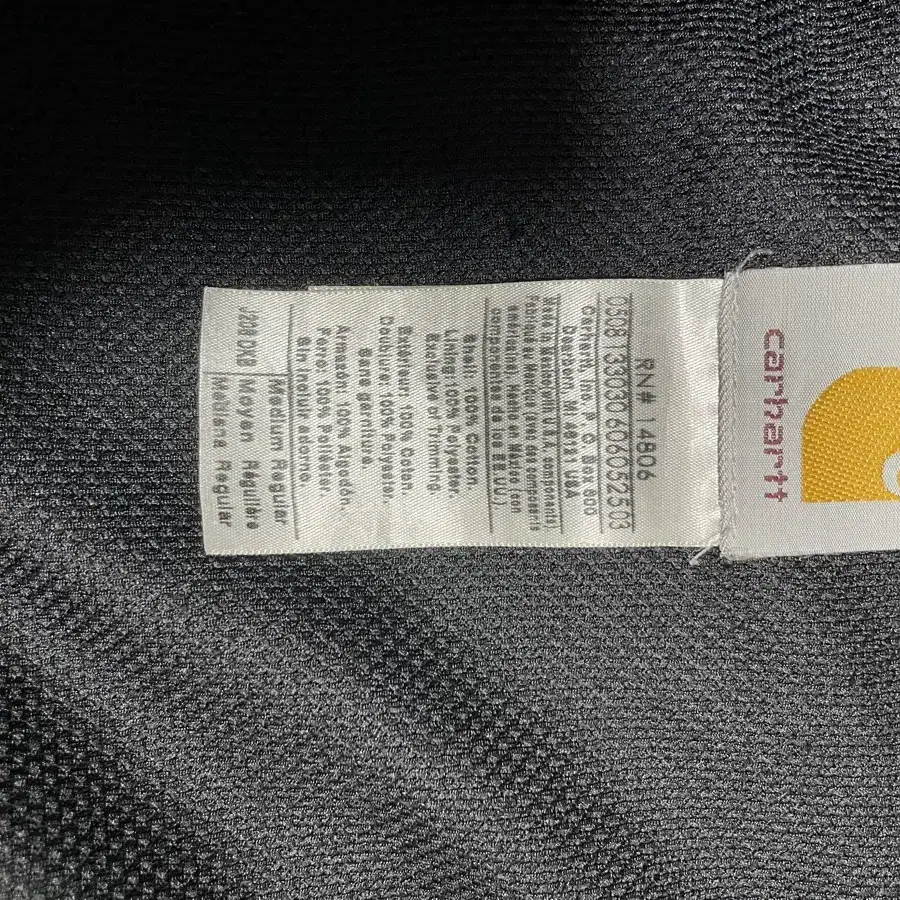 carhartt
RN# 14806
0508 13030606052503
Carhartt, Inc. P. O. Box 600
Dearborn, MI 48121 USA
Made in Mexico(with U.S.A. components)
Fabriqué au Mexique (avec des composants
américains)Hecho en México (con
componentes de los EE.UU.)
Shell: 100% Cotton.
Lining: 100% Polyester.
Exclusive of Trimming.
Extérieur: 100% Coton.
Doublure: 100% Polyester.
Sans garniture.
Armazón: 100% Algodón.
Forro: 100% Poliéster.
Sin incluir adorno.
Medium Regular
Moyen Régulière
Mediana Regular